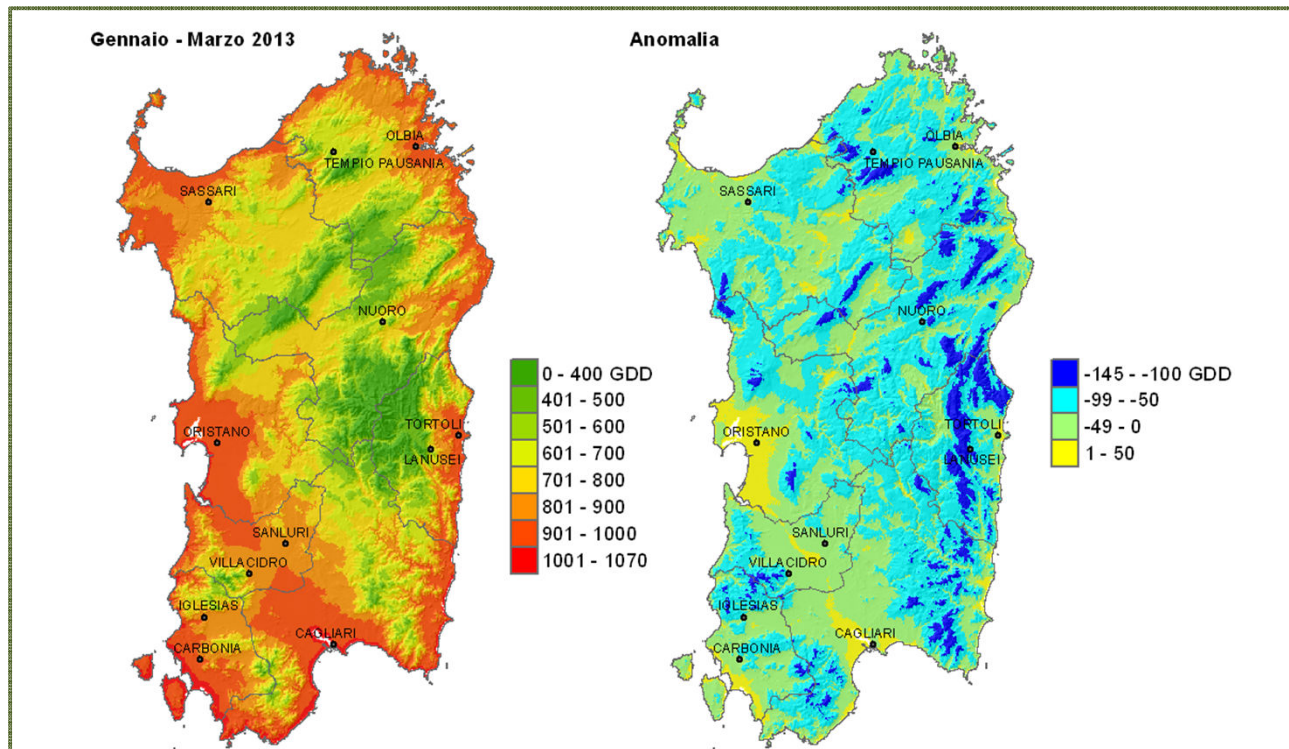 Gennaio - Marzo 2013
OLBIA
TEMPIO PAUSANIA
SASSARI
NUORO
ORISTANO
TORTOLI
LANUSEI
SANLURI
VILLACIDRO
IGLESIAS
CAGLIARI
CARBONIA
0 - 400 GDD
401 - 500
501 - 600
601 - 700
701 - 800
801 - 900
901 - 1000
1001 - 1070
Anomalia
OLBIA
TEMPIO PAUSANIA
SASSARI
NUORO
ORISTANO
TORTOLI
LANUSEI
SANLURI
VILLACIDRO
IGLESIAS
CAGLIARI
CARBONIA
-145 - -100 GDD
-99 - -50
-49 - 0
1 - 50